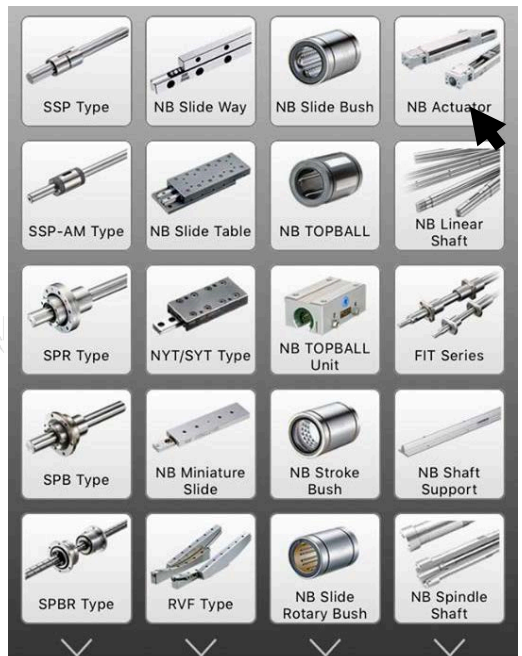 SSP Type
NB Slide Way
NB Slide Bush
NB Actuator
SSP-AM Type
NB Slide Table
NB TOPBALL
NB Linear
Shaft
SPR Type
NYT/SYT Type
NB TOPBALL
Unit
FIT Series
SPB Type
NB Miniature
Slide
NB Stroke
Bush
NB Shaft
Support
SPBR Type
RVF Type
NB Slide
Rotary Bush
NB Spindle
Shaft